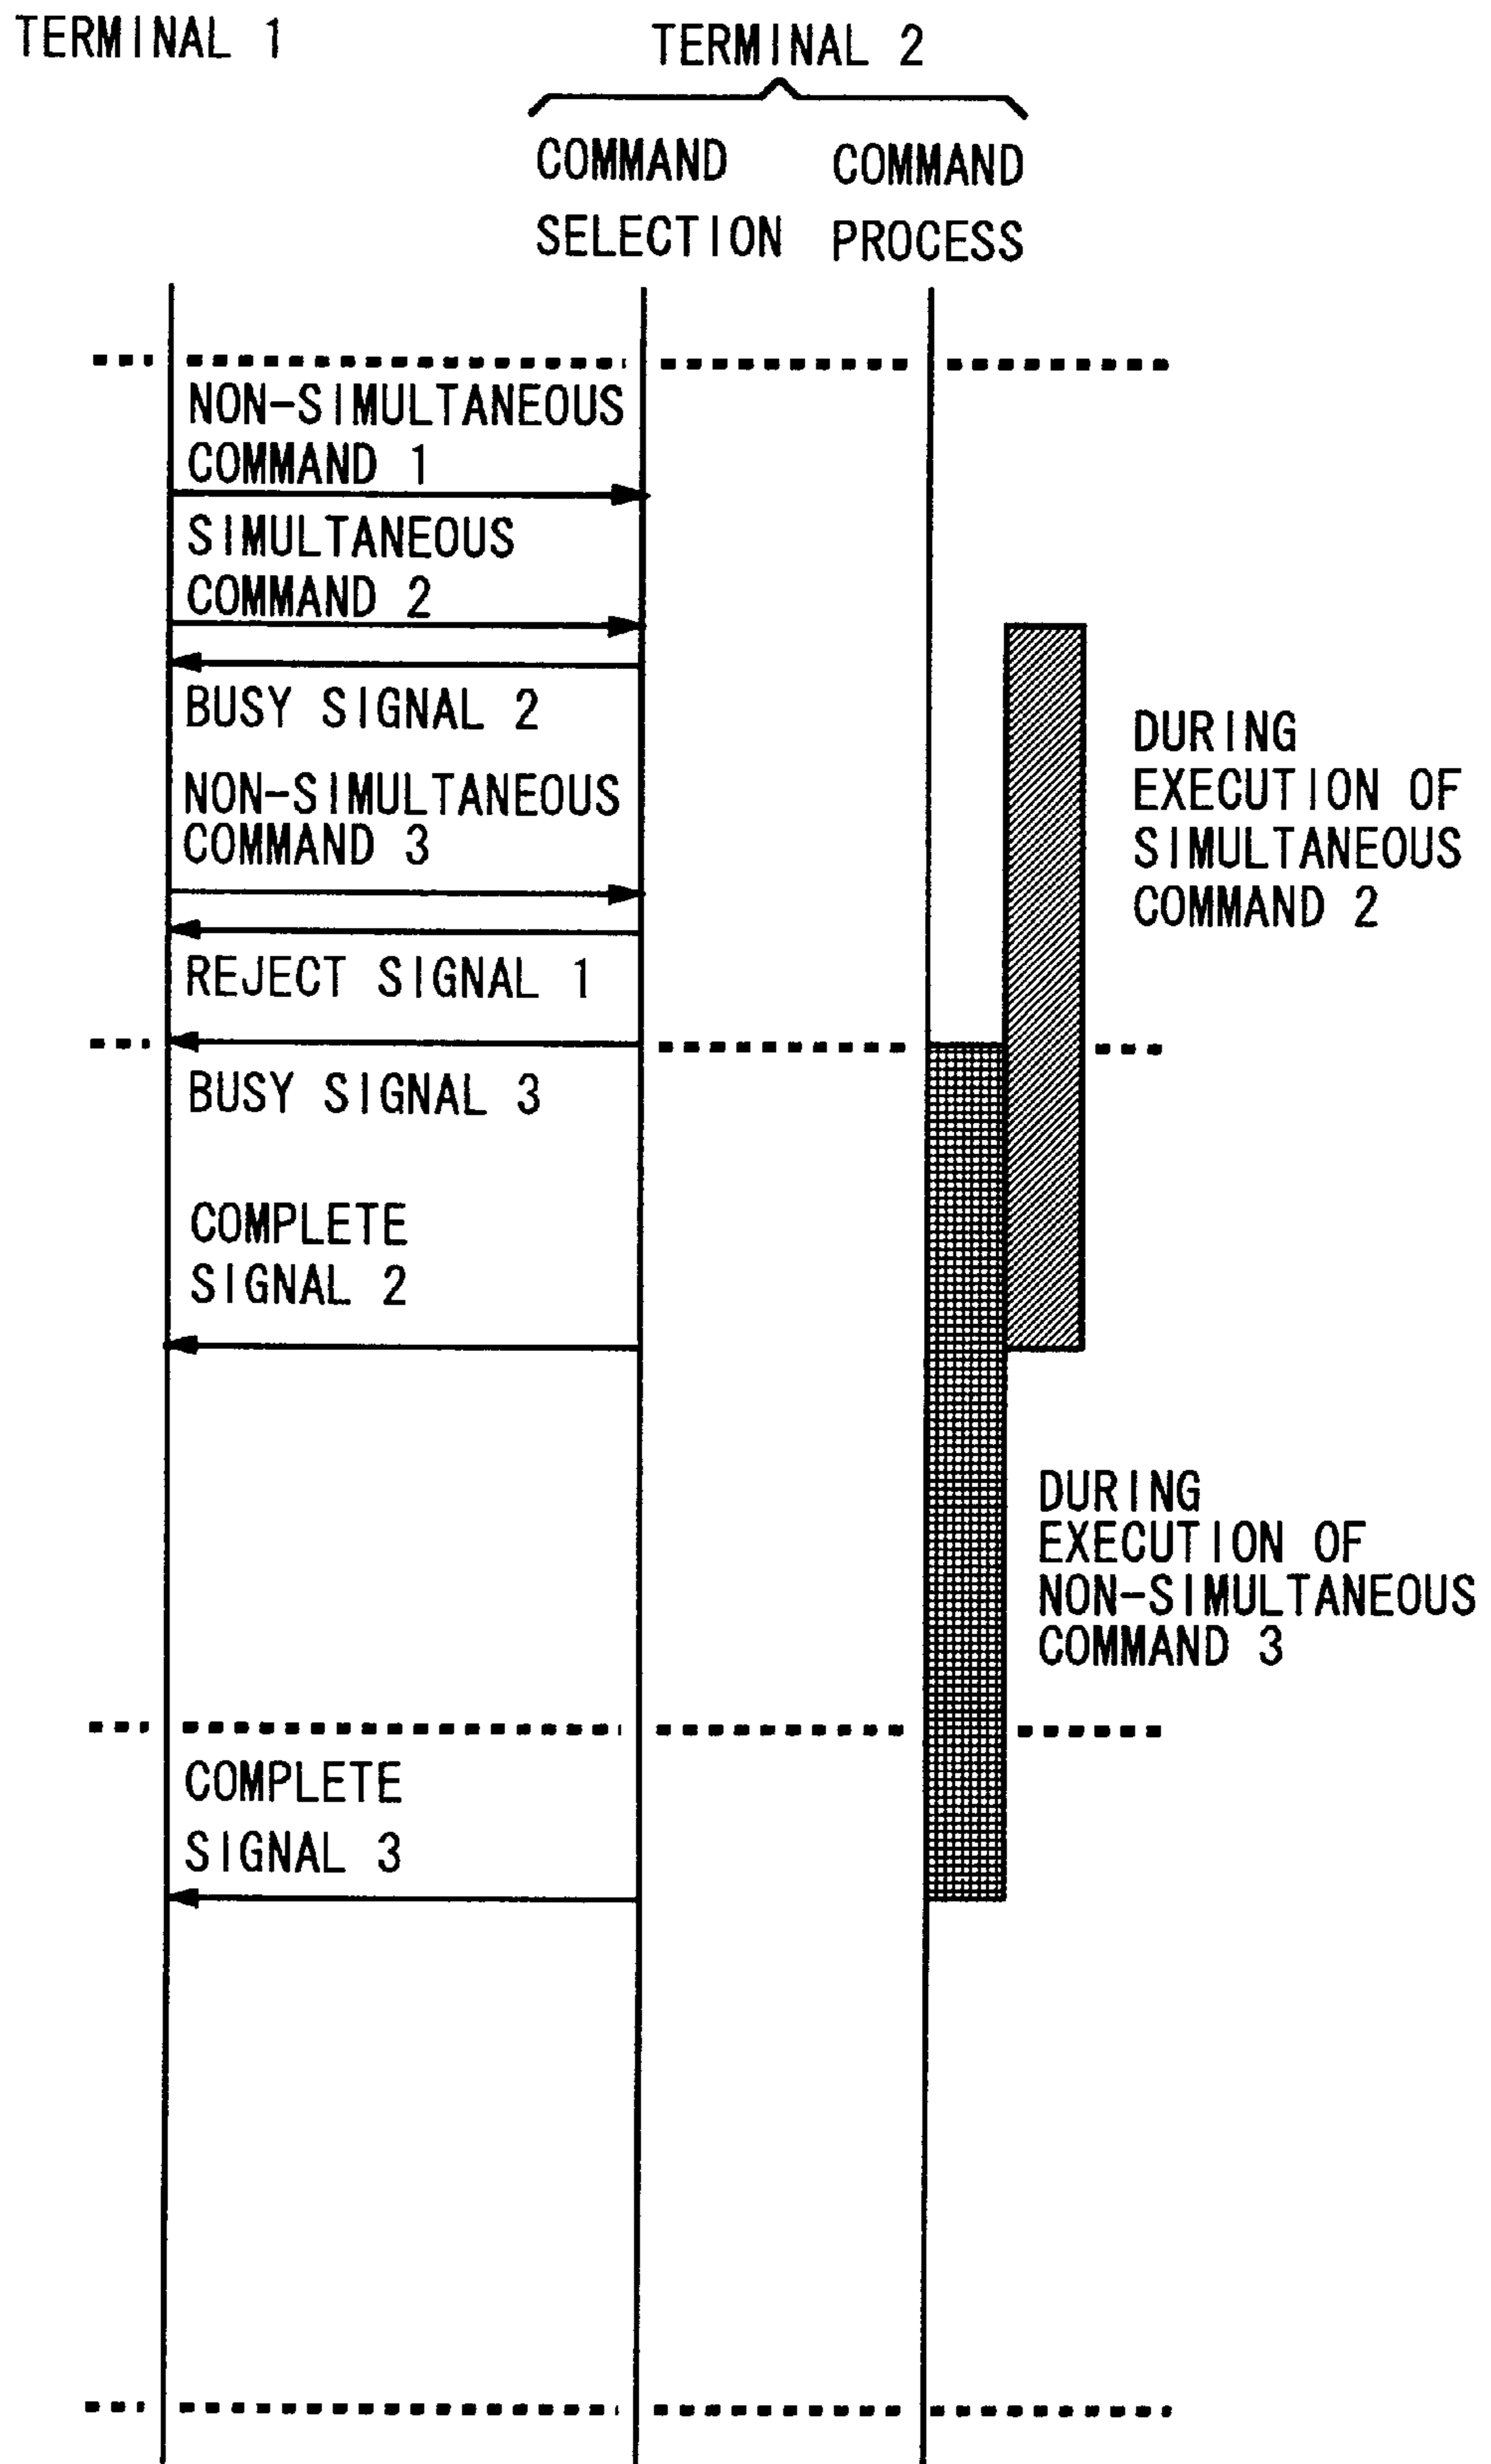 TERMINAL 1
TERMINAL 2
COMMAND
SELECTION
COMMAND
PROCESS
NON-SIMULTANEOUS
COMMAND 1
SIMULTANEOUS
COMMAND 2
BUSY SIGNAL 2
NON-SIMULTANEOUS
COMMAND 3
REJECT SIGNAL 1
BUSY SIGNAL 3
COMPLETE
SIGNAL 2
COMPLETE
SIGNAL 3
DURING
EXECUTION OF
SIMULTANEOUS
COMMAND 2
DURING
EXECUTION OF
NON-SIMULTANEOUS
COMMAND 3